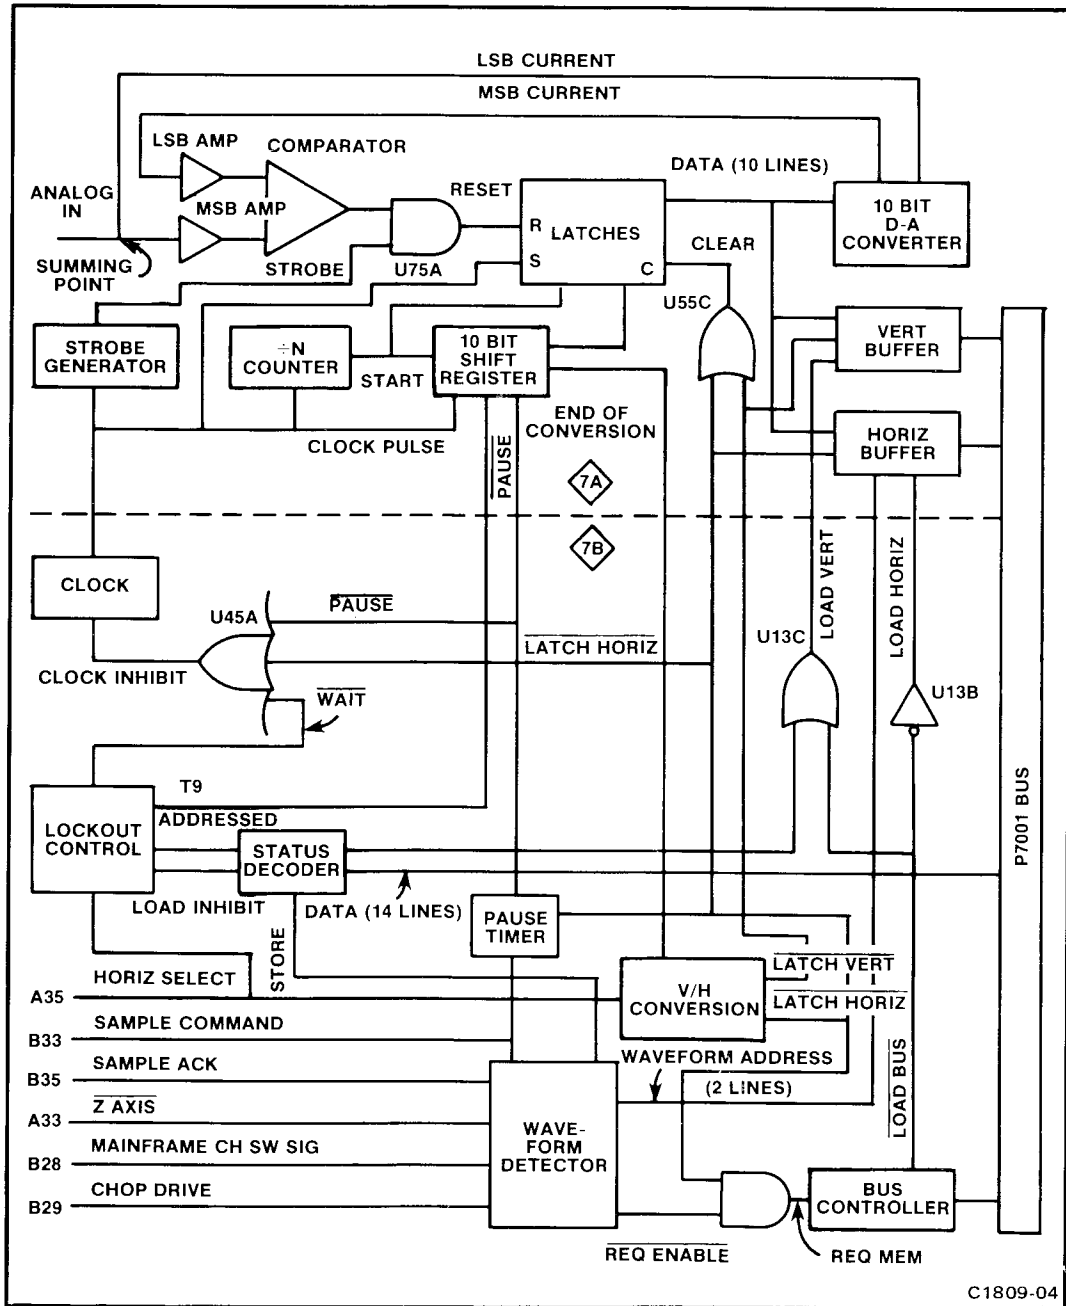 LSB CURRENT
MSB CURRENT
LSB AMP
COMPARATOR
DATA (10 LINES)
ANALOG
IN
MSB AMP
RESET
R
LATCHES
S
C
10 BIT
D-A
CONVERTER
SUMMING
POINT
STROBE
U75A
CLEAR
U55C
STROBE
GENERATOR
÷N
COUNTER
START
10 BIT
SHIFT
REGISTER
VERT
BUFFER
CLOCK PULSE
PAUSE
END OF
CONVERSION
HORIZ
BUFFER
7A
7B
CLOCK
U45A
PAUSE
LATCH HORIZ
CLOCK INHIBIT
WAIT
LOAD VERT
LOAD HORIZ
U13C
U13B
P7001 BUS
T9
ADDRESSED
LOCKOUT
CONTROL
STATUS
DECODER
LOAD INHIBIT
DATA (14 LINES)
STORE
PAUSE
TIMER
HORIZ SELECT
A35
V/H
CONVERSION
LATCH VERT
LATCH HORIZ
SAMPLE COMMAND
B33
WAVEFORM ADDRESS
(2 LINES)
LOAD BUS
SAMPLE ACK
B35
Z AXIS
A33
WAVE-
FORM
DETECTOR
MAINFRAME CH SW SIG
B28
CHOP DRIVE
B29
BUS
CONTROLLER
REQ ENABLE
REQ MEM
C1809-04